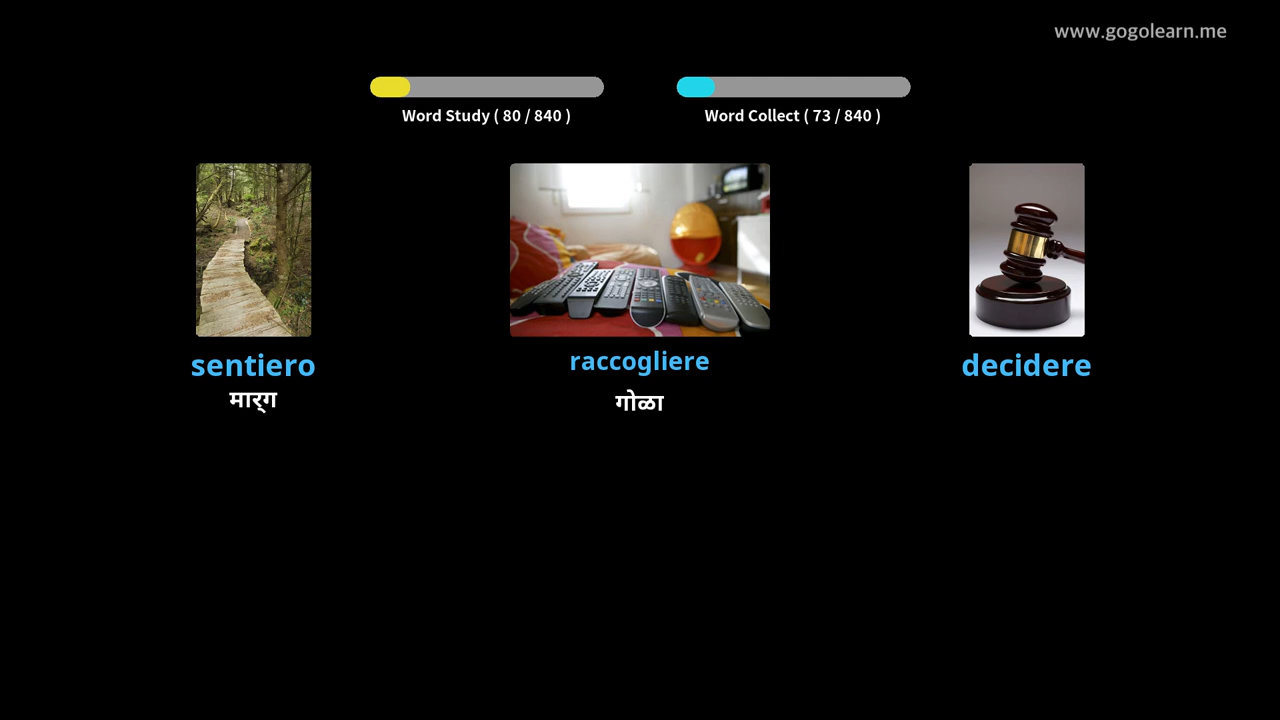 www.gogolearn.me
Word Study ( 80 / 840 )
Word Collect ( 73 / 840 )
sentiero
मार्ग
raccogliere
गोळा
decidere